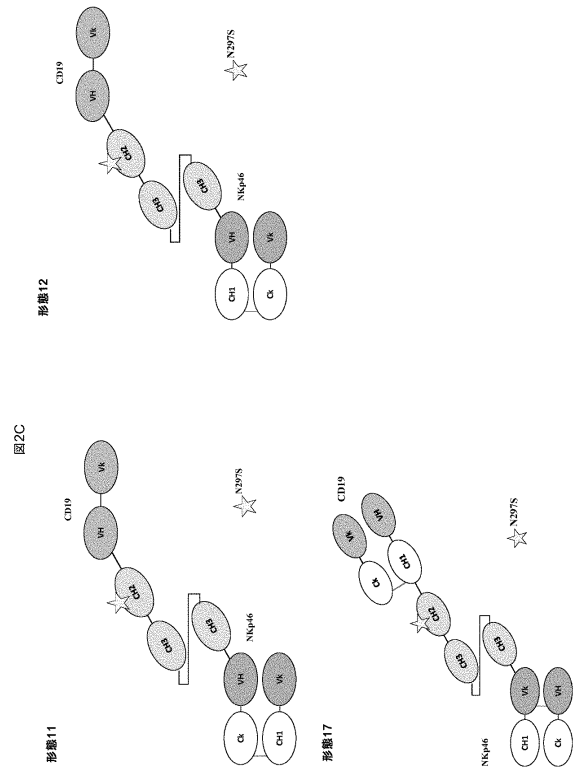 図2C
形態11
CD19
VH
Vk
CH2
CH3
CH3
NKp46
Ck
VH
CH1
Vk
N297S
形態12
CD19
VH
Vk
CH2
CH3
CH3
NKp46
CH1
VH
Ck
Vk
N297S
形態17
CD19
Vk
VH
Ck
CH1
CH2
CH3
CH3
NKp46
CH1
Vk
Ck
VH
N297S